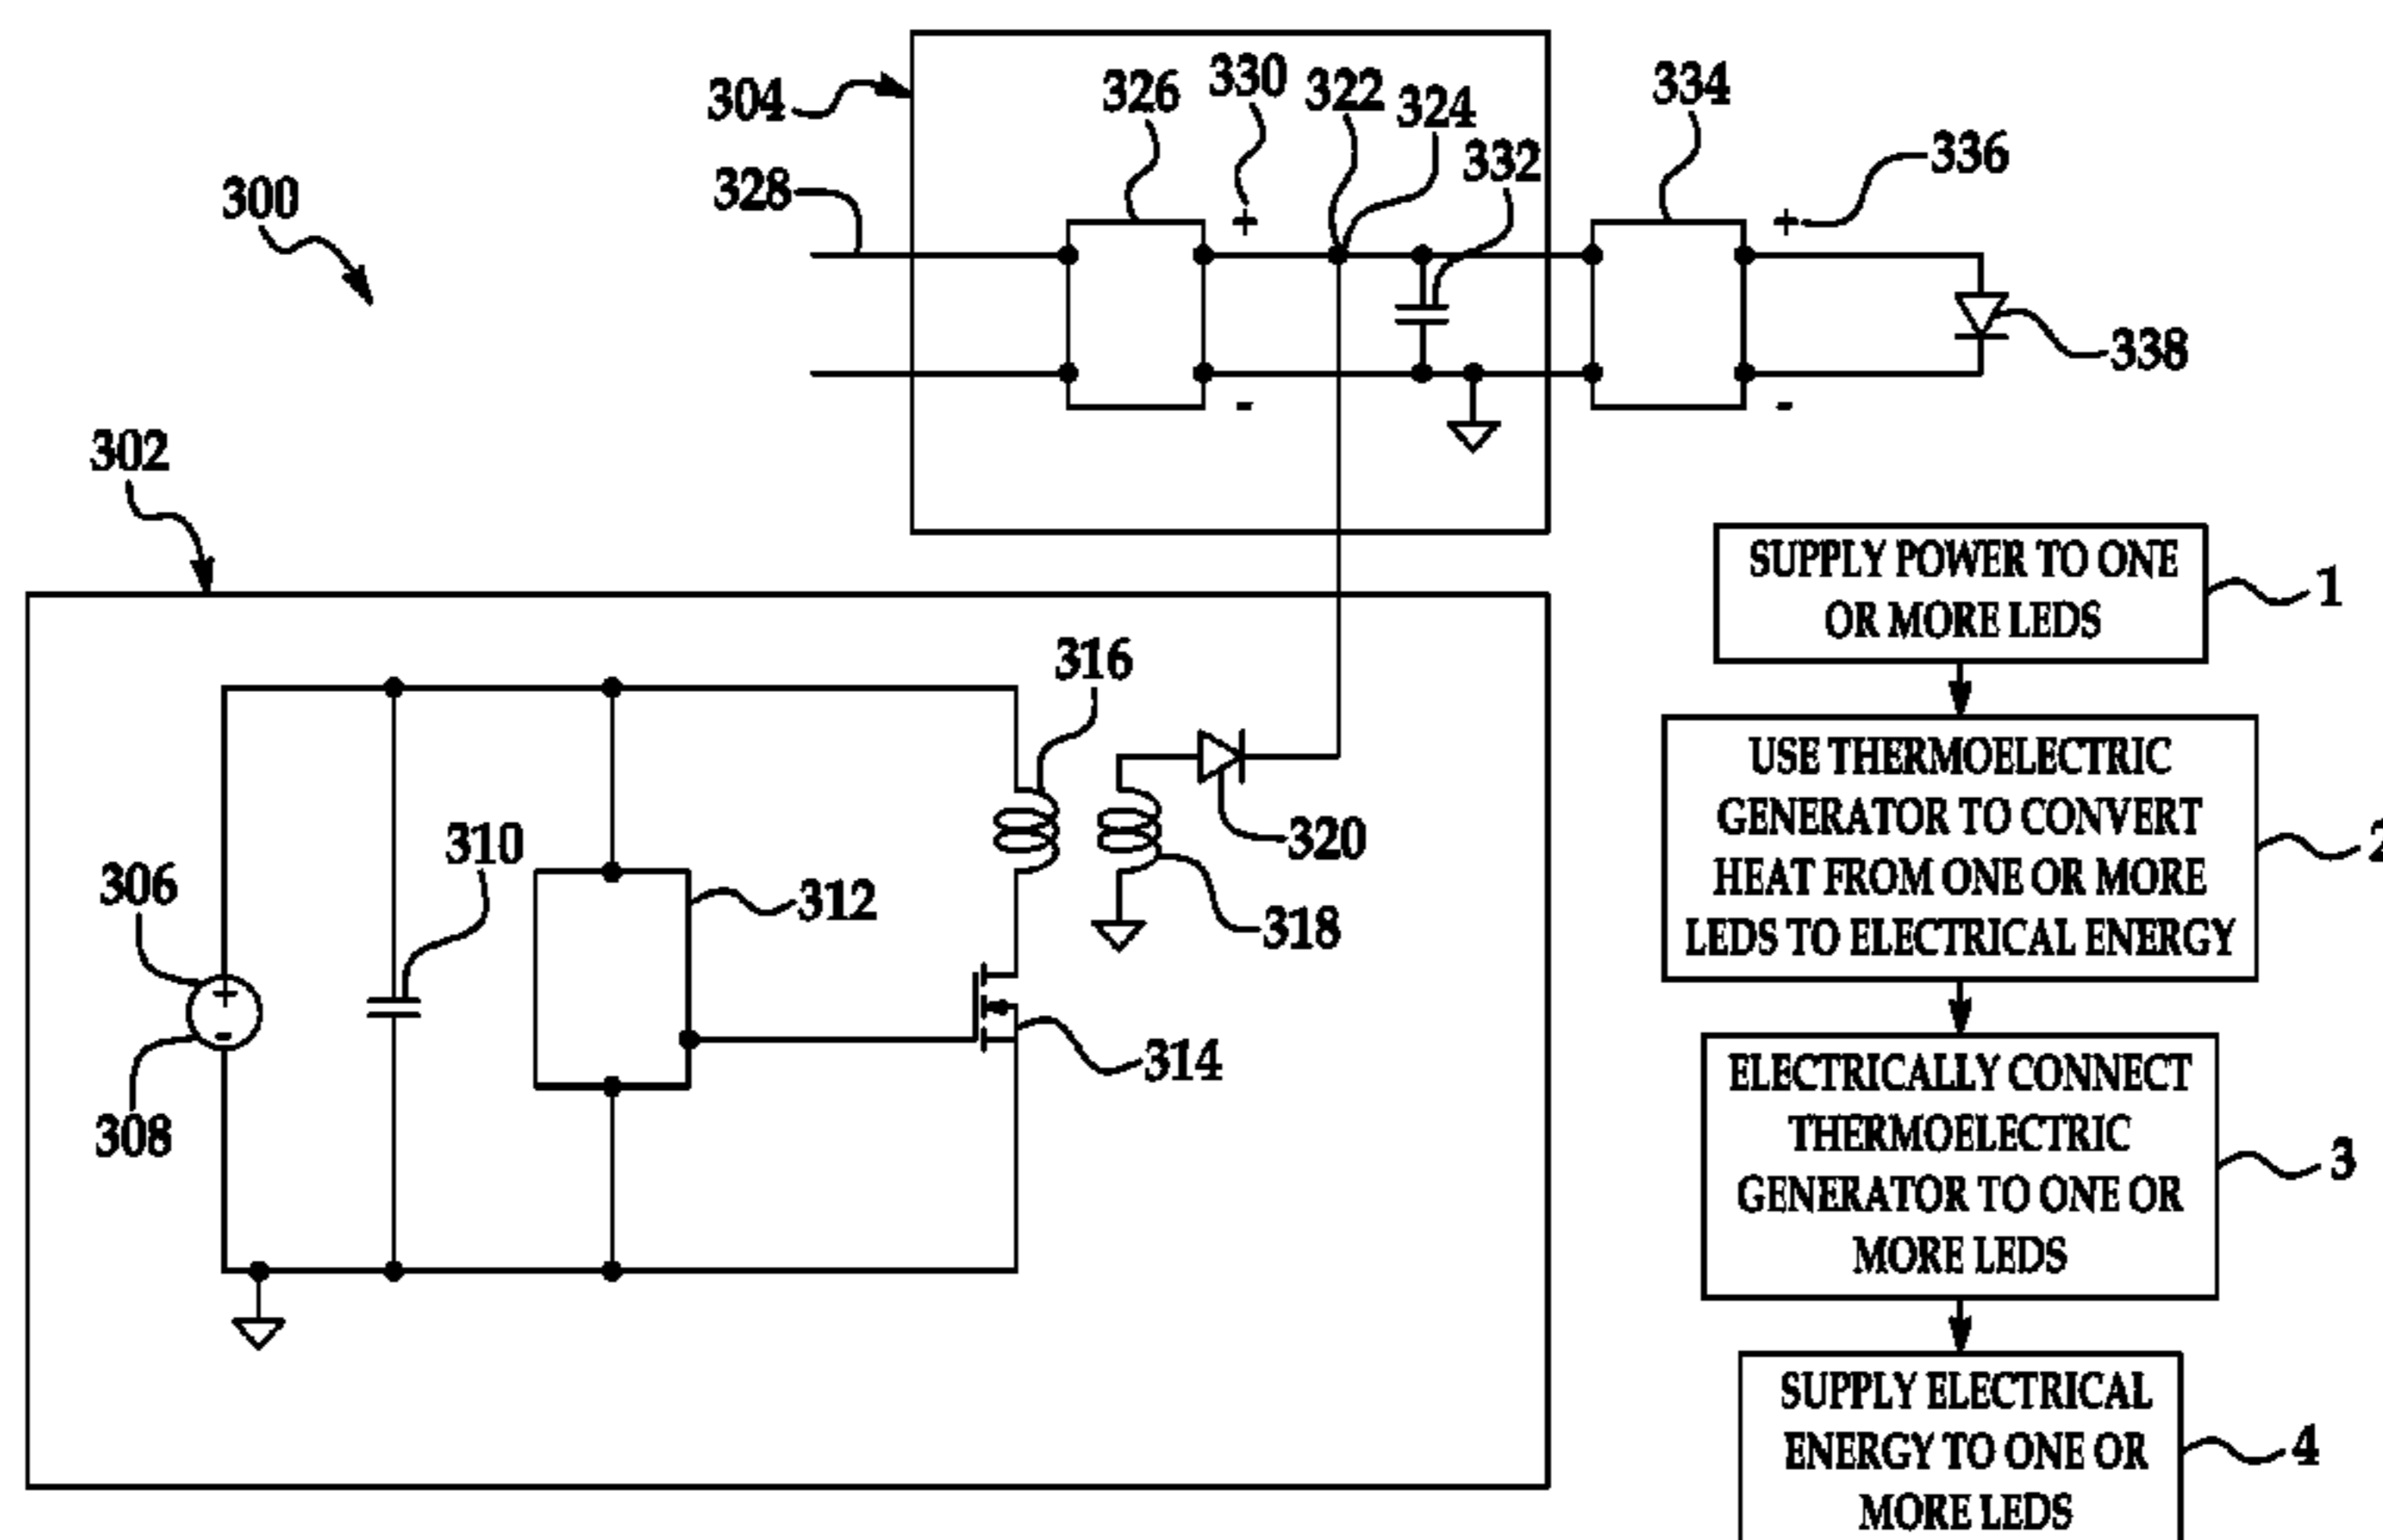 304
326
330
322
324
332
334
336
328
300
338
302
+
+
-
-
316
320
318
310
312
306
+
-
308
314
SUPPLY POWER TO ONE
OR MORE LEDS
1
USE THERMOELECTRIC
GENERATOR TO CONVERT
HEAT FROM ONE OR MORE
LEDS TO ELECTRICAL ENERGY
2
ELECTRICALLY CONNECT
THERMOELECTRIC
GENERATOR TO ONE OR
MORE LEDS
3
SUPPLY ELECTRICAL
ENERGY TO ONE OR
MORE LEDS
4